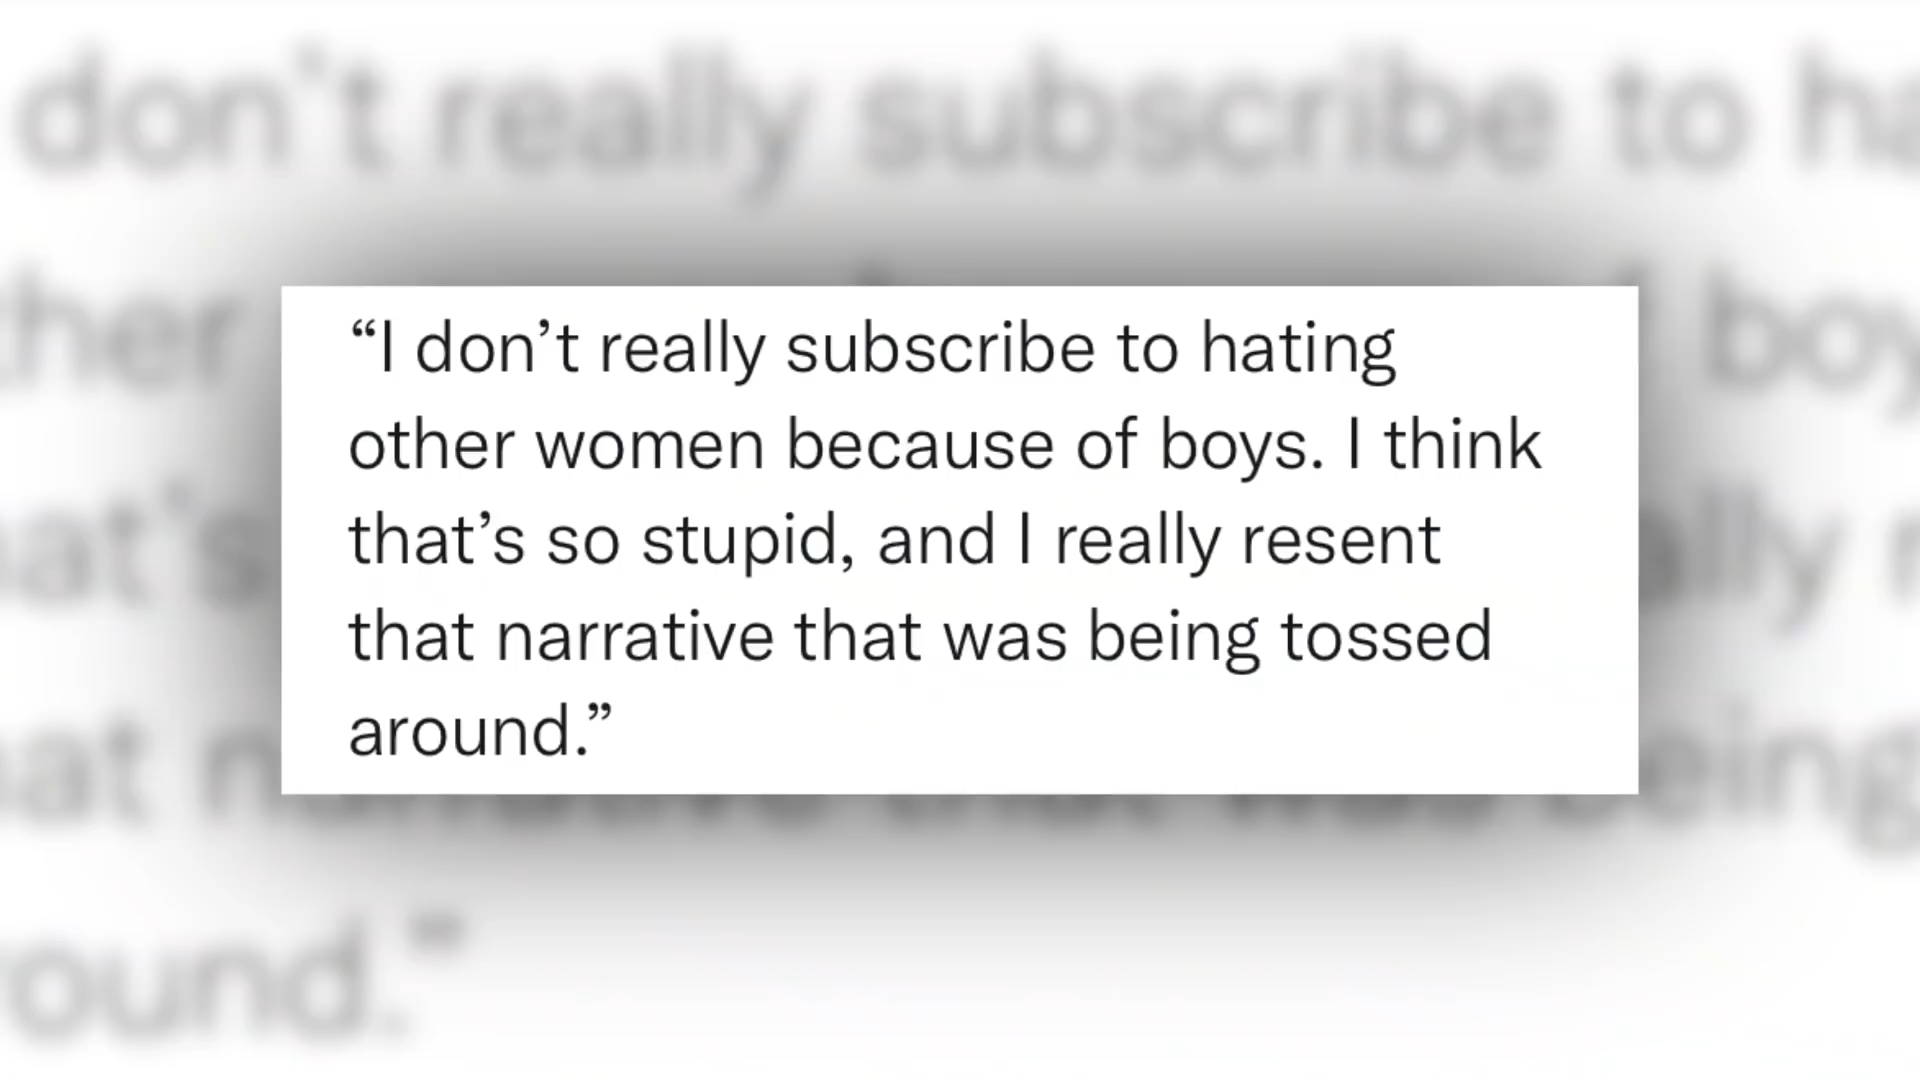 “I don’t really subscribe to hating
other women because of boys. I think
that’s so stupid, and I really resent
that narrative that was being tossed
around.”